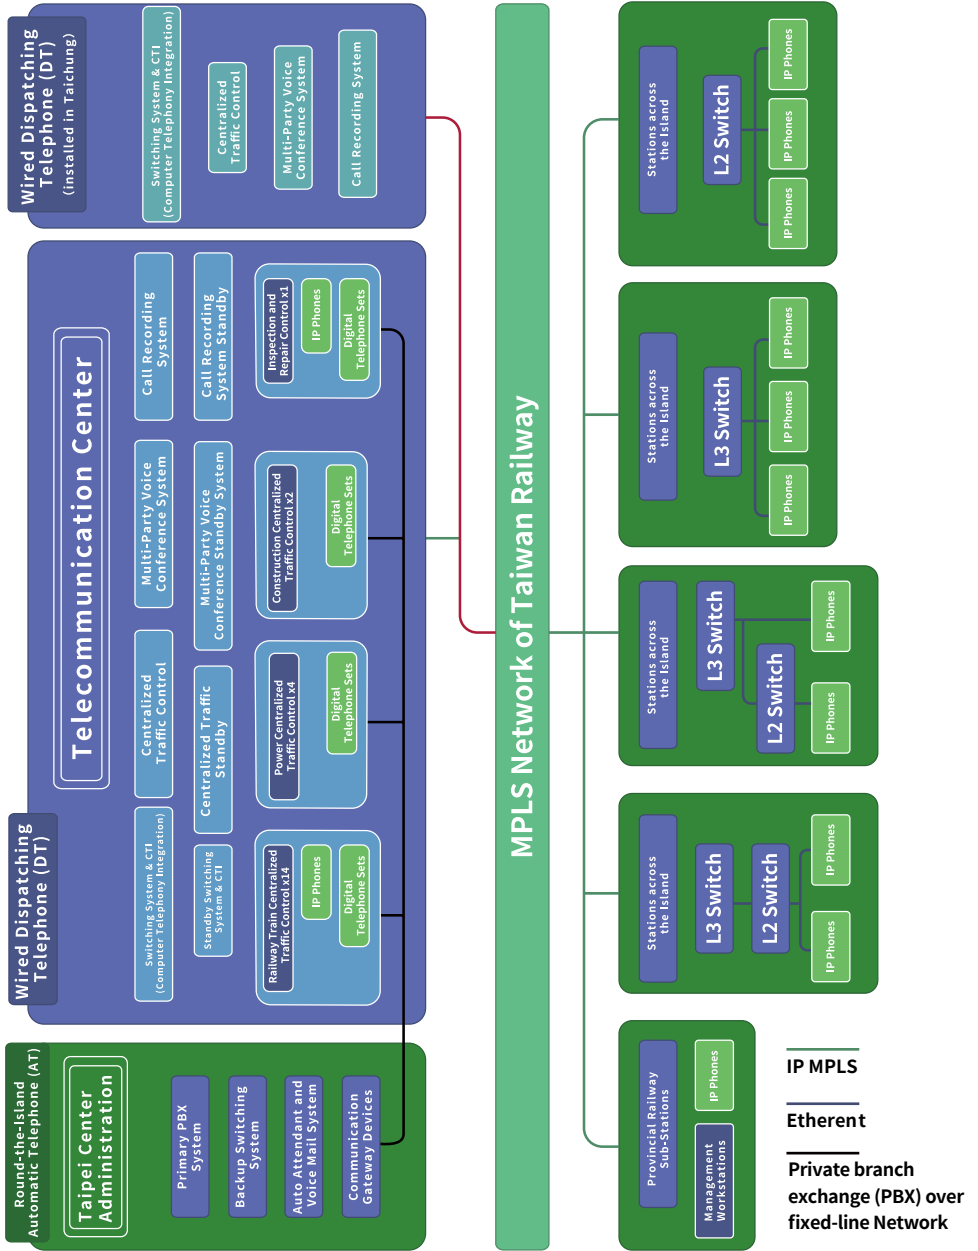 Round-the-Island
Automatic Telephone (AT)
Taipei Center
Administration
Primary PBX
System
Backup Switching
System
Auto Attendant and
Voice Mail System
Communication
Gateway Devices
Wired Dispatching
Telephone (DT)
Telecommunication Center
Switching System & CTI
(Computer Telephony Integration)
Centralized
Traffic Control
Multi-Party Voice
Conference System
Call Recording
System
Standby Switching
System & CTI
Centralized Traffic
Standby
Multi-Party Voice
Conference Standby System
Call Recording
System Standby
Railway Train Centralized
Traffic Control x14
IP Phones
Digital
Telephone Sets
Power Centralized
Traffic Control x4
Digital
Telephone Sets
Construction Centralized
Traffic Control x2
Digital
Telephone Sets
Inspection and
Repair Control x1
IP Phones
Digital
Telephone Sets
Wired Dispatching
Telephone (DT)
(installed in Taichung)
Switching System & CTI
(Computer Telephony Integration)
Centralized
Traffic Control
Multi-Party Voice
Conference System
Call Recording System
MPLS Network of Taiwan Railway
Provincial Railway
Sub-Stations
Management
Workstations
IP Phones
Stations across
the Island
L3 Switch
L2 Switch
IP Phones
IP Phones
Stations across
the Island
L3 Switch
L2 Switch
IP Phones
IP Phones
Stations across
the Island
L3 Switch
IP Phones
IP Phones
IP Phones
Stations across
the Island
L2 Switch
IP Phones
IP Phones
IP Phones
IP MPLS
Etherent
Private branch
exchange (PBX) over
fixed-line Network